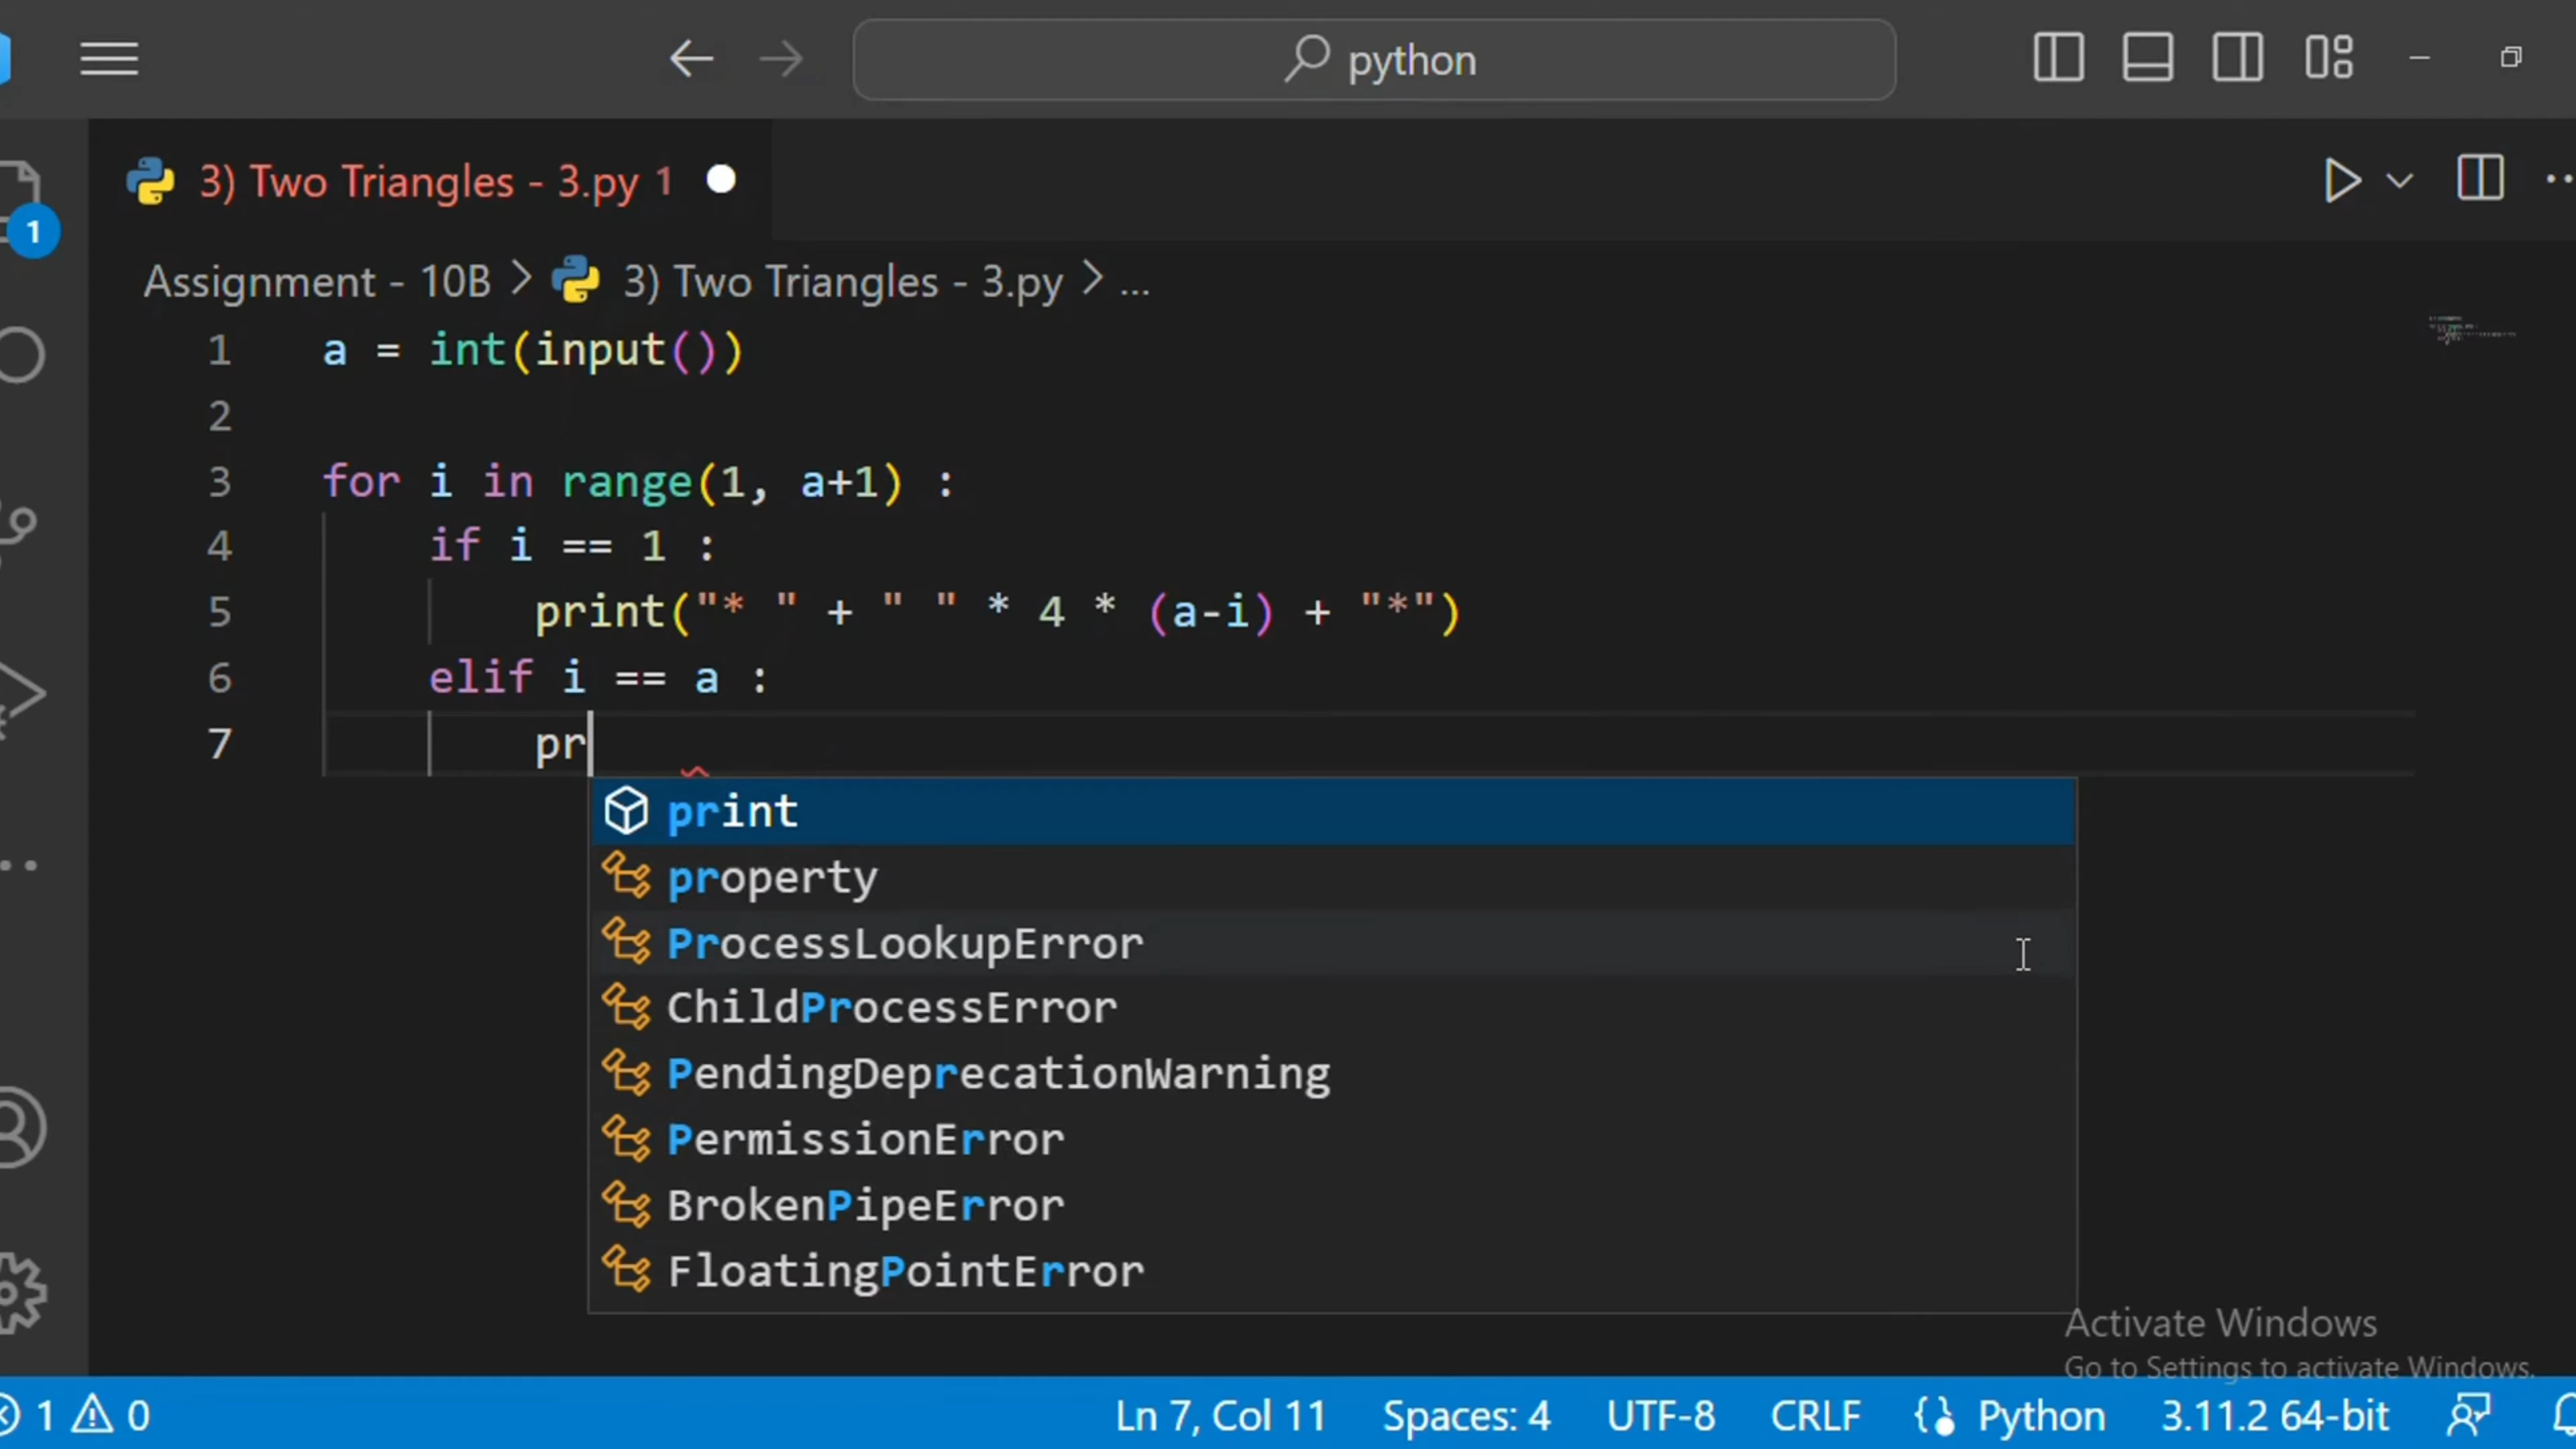 python
3) Two Triangles - 3.py 1
1
Assignment - 10B > 3) Two Triangles - 3.py > ...
1 a = int(input())
2
3 for i in range(1, a+1) :
4 if i == 1 :
5 print("* " + " " * 4 * (a-i) + "*")
6 elif i == a :
7 pr
print
property
ProcessLookupError
ChildProcessError
PendingDeprecationWarning
PermissionError
BrokenPipeError
FloatingPointError
Activate Windows
Go to Settings to activate Windows.
1 0 Ln 7, Col 11 Spaces: 4 UTF-8 CRLF Python 3.11.2 64-bit